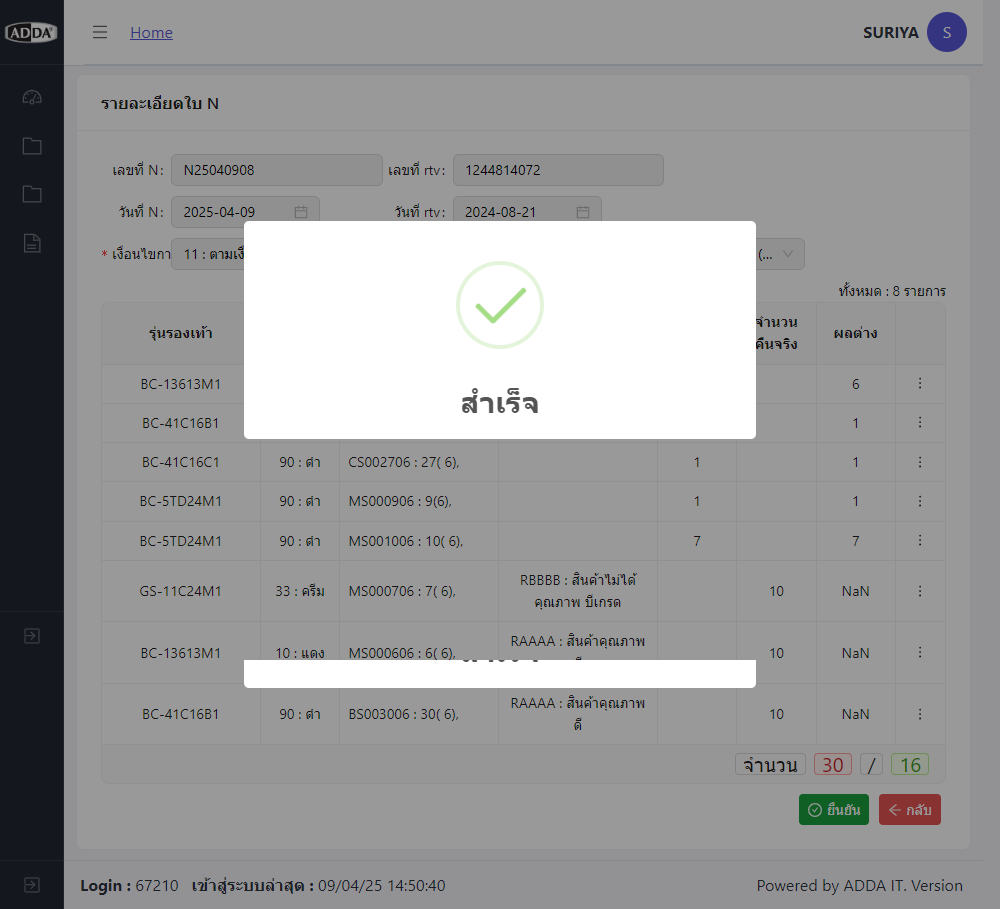 ADDA
Home
SURIYA S
รายละเอียดใบ N
เลขที่ N: N25040908 เลขที่ rtv: 1244814072
วันที่ N: 2025-04-09 วันที่ rtv: 2024-08-21
* เงื่อนไขกา 11 : ตามเงื (...
ทั้งหมด : 8 รายการ
รุ่นรองเท้า จำนวน
คืนจริง ผลต่าง
BC-13613M1 6
BC-41C16B1 1
สำเร็จ
BC-41C16C1 90 : ดำ CS002706 : 27( 6), 1 1
BC-5TD24M1 90 : ดำ MS000906 : 9(6), 1 1
BC-5TD24M1 90 : ดำ MS001006 : 10( 6), 7 7
GS-11C24M1 33 : ครีม MS000706 : 7( 6), RBBBB : สินค้าไม่ได้
คุณภาพ บีเกรด 10 NaN
BC-13613M1 10 : แดง MS000606 : 6( 6), RAAAA : สินค้าคุณภาพ
10 NaN
BC-41C16B1 90 : ดำ BS003006 : 30( 6), RAAAA : สินค้าคุณภาพ
ดี 10 NaN
จำนวน 30 / 16
ยืนยัน กลับ
Login : 67210 เข้าสู่ระบบล่าสุด : 09/04/25 14:50:40 Powered by ADDA IT. Version